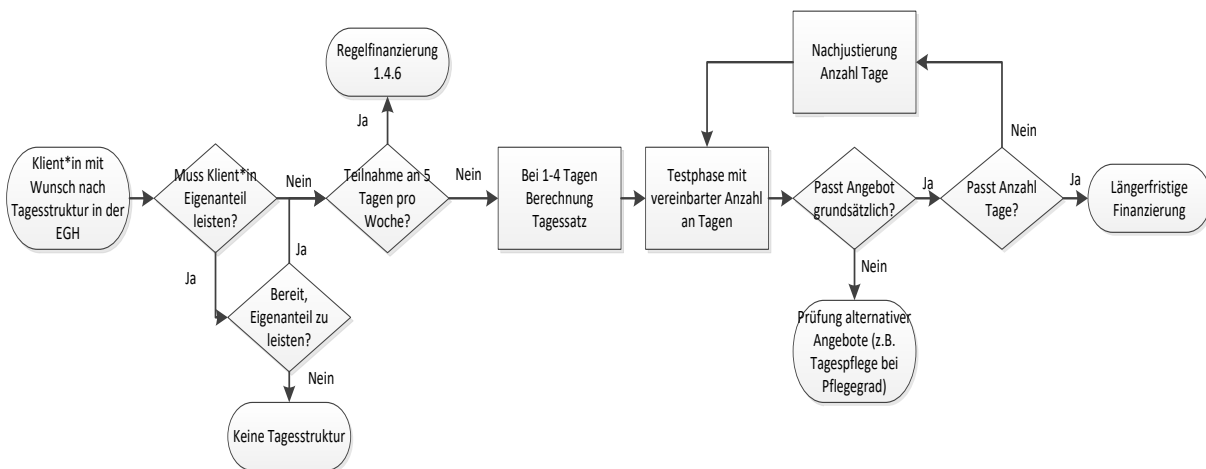 Klient*in mit
Wunsch nach
Tagesstruktur in der
EGH
Muss Klient*in
Eigenanteil
leisten?
Nein
Ja
Bereit,
Eigenanteil zu
leisten?
Ja
Nein
Keine Tagesstruktur
Teilnahme an 5
Tagen pro
Woche?
Ja
Regelfinanzierung
1.4.6
Nein
Bei 1-4 Tagen
Berechnung
Tagessatz
Testphase mit
vereinbarter Anzahl
an Tagen
Passt Angebot
grundsätzlich?
Nein
Prüfung alternativer
Angebote (z.B.
Tagespflege bei
Pflegegrad)
Ja
Passt Anzahl
Tage?
Nein
Nachjustierung
Anzahl Tage
Ja
Längerfristige
Finanzierung